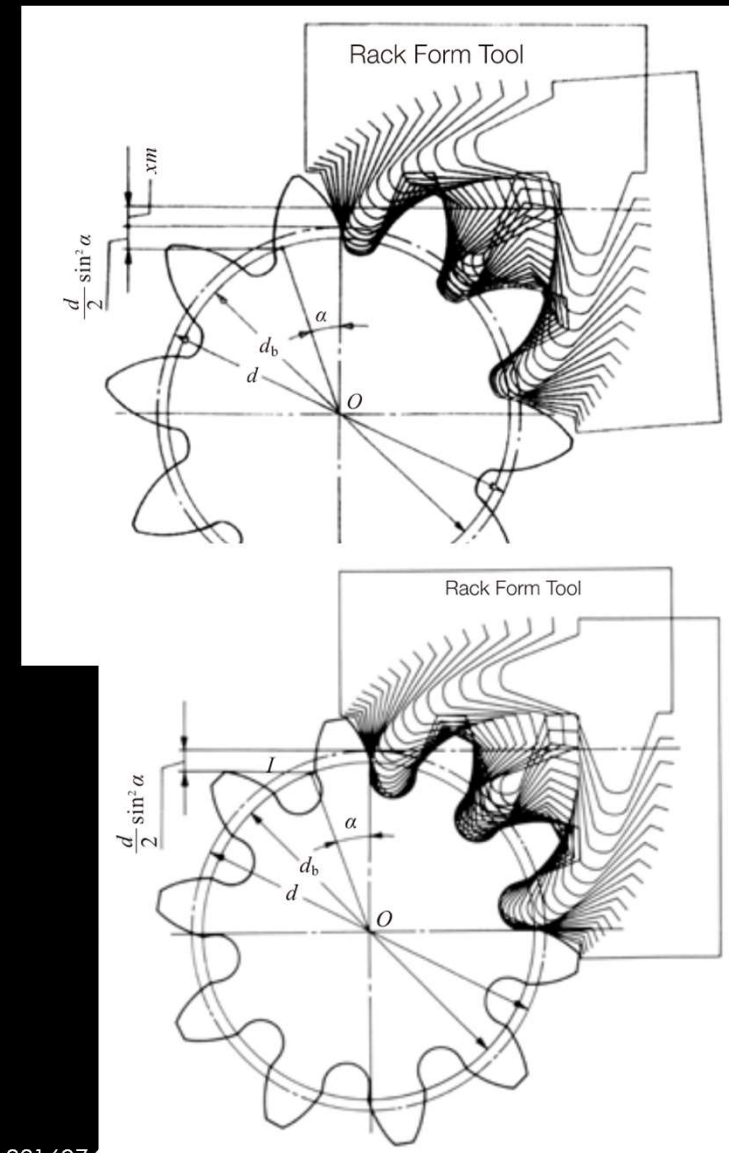 Rack Form Tool
xm
d/2 sin² α
α
d_b
d
O
Rack Form Tool
d/2 sin² α
I
α
d_b
d
O